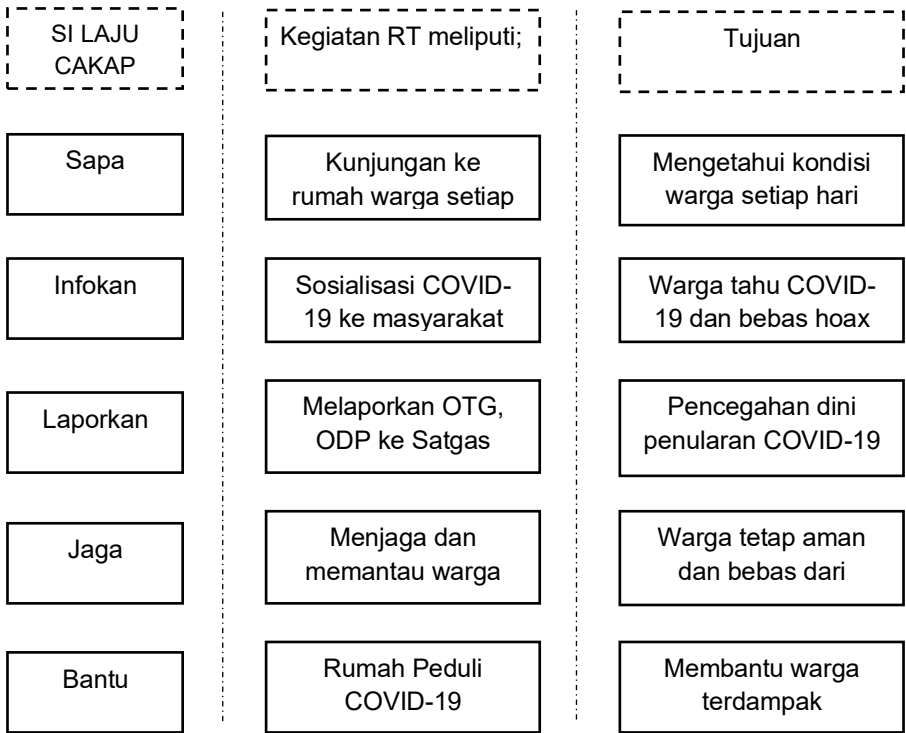 SI LAJU
CAKAP
Kegiatan RT meliputi;
Tujuan
Sapa
Kunjungan ke
rumah warga setiap
Mengetahui kondisi
warga setiap hari
Infokan
Sosialisasi COVID-
19 ke masyarakat
Warga tahu COVID-
19 dan bebas hoax
Laporkan
Melaporkan OTG,
ODP ke Satgas
Pencegahan dini
penularan COVID-19
Jaga
Menjaga dan
memantau warga
Warga tetap aman
dan bebas dari
Bantu
Rumah Peduli
COVID-19
Membantu warga
terdampak